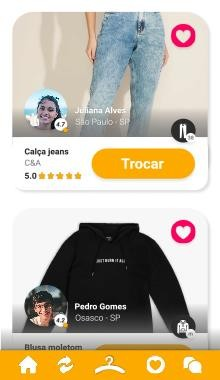 Juliana Alves
São Paulo - SP
4.7
38
Calça jeans
C&A
5.0
Trocar
JUST BURN IT ALL
Pedro Gomes
Osasco - SP
4.2
m
Blusa moletom